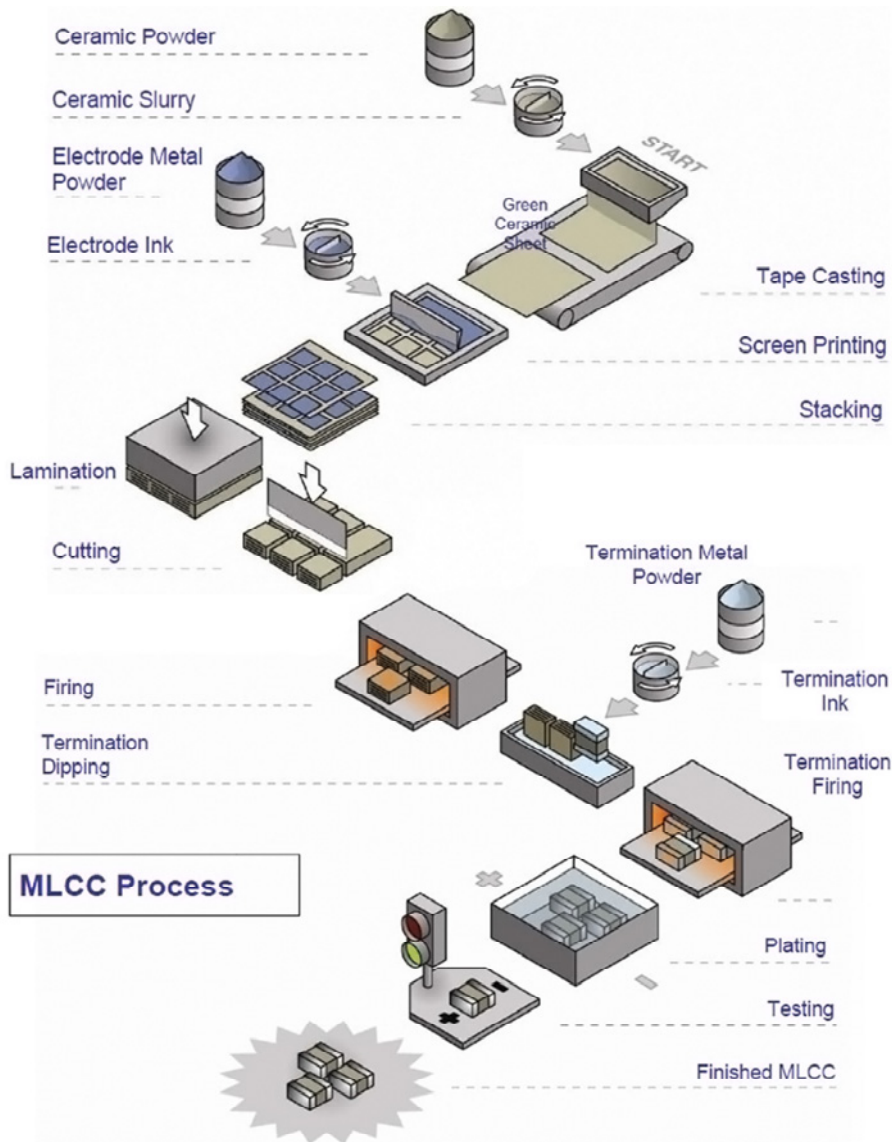 Ceramic Powder
Ceramic Slurry
START
Electrode Metal
Powder
Green
Ceramic
Sheet
Electrode Ink
Tape Casting
Screen Printing
Stacking
Lamination
Cutting
Termination Metal
Powder
Firing
Termination
Ink
Termination
Dipping
Termination
Firing
MLCC Process
Plating
Testing
Finished MLCC